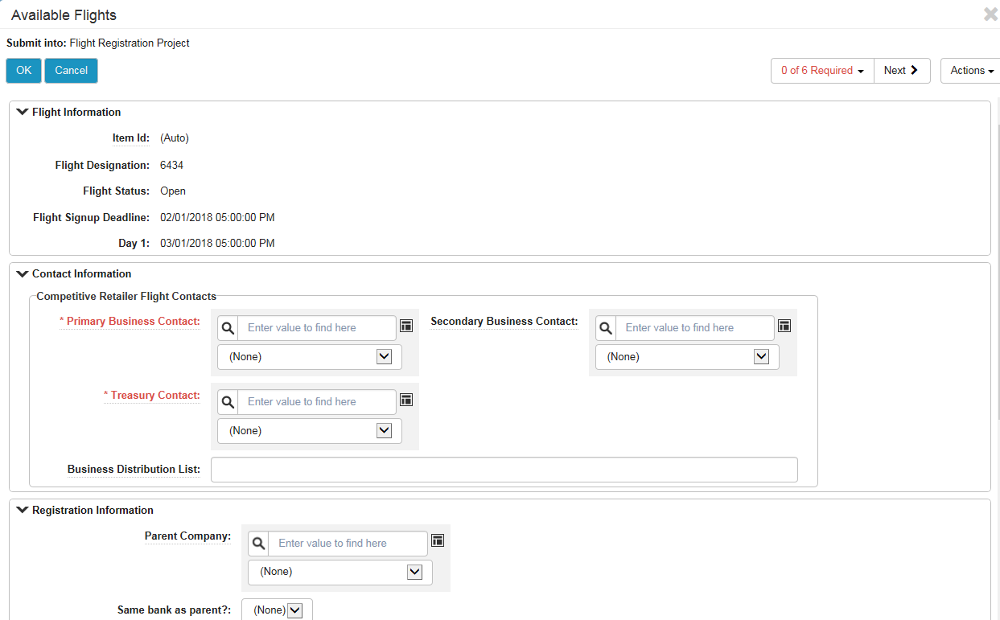 Available Flights
Submit into: Flight Registration Project
OK Cancel 0 of 6 Required Next Actions
Flight Information
Item Id: (Auto)
Flight Designation: 6434
Flight Status: Open
Flight Signup Deadline: 02/01/2018 05:00:00 PM
Day 1: 03/01/2018 05:00:00 PM
Contact Information
Competitive Retailer Flight Contacts
* Primary Business Contact: Enter value to find here Secondary Business Contact: Enter value to find here
(None) (None)
* Treasury Contact: Enter value to find here
(None)
Business Distribution List:
Registration Information
Parent Company: Enter value to find here
(None)
Same bank as parent?: (None)